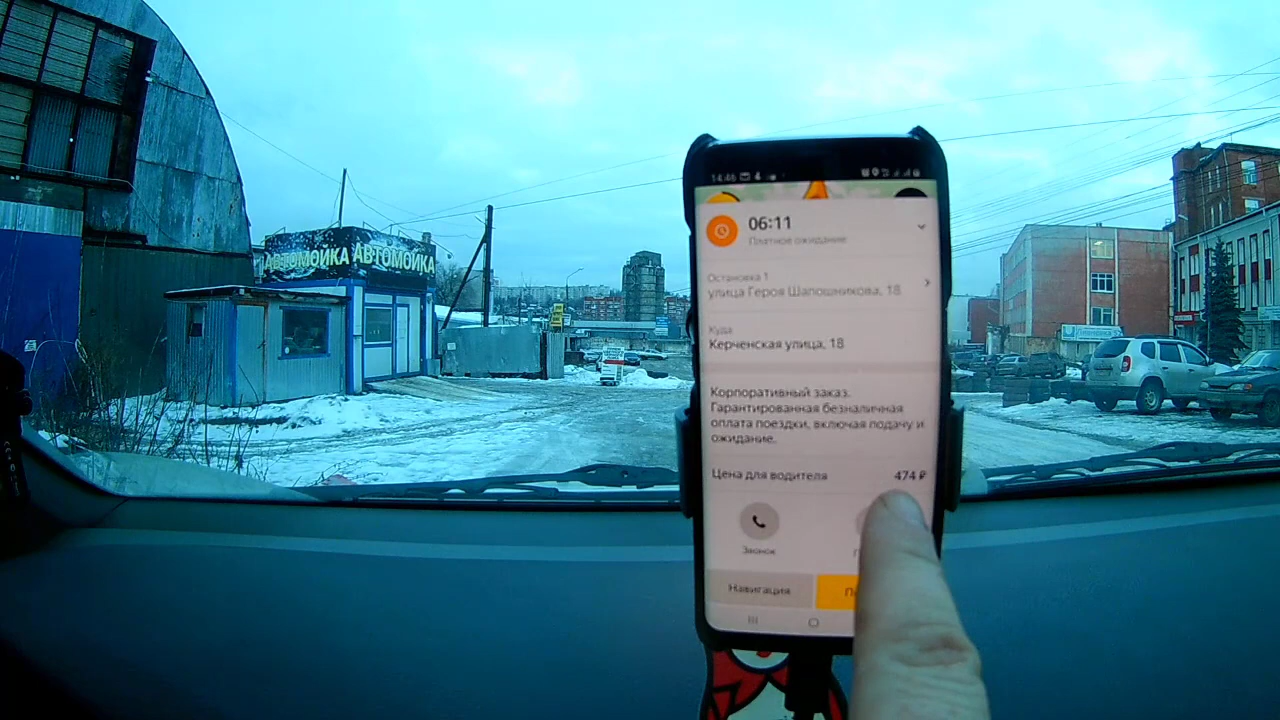 АВТОМОЙКА АВТОМОЙКА
14:46
06:11
Платное ожидание
Остановка 1
улица Героя Шапошникова, 18
Куда
Керченская улица, 18
Корпоративный заказ.
Гарантированная безналичная
оплата поездки, включая подачу и
ожидание.
Цена для водителя 474 ₽
Звонок
Навигация